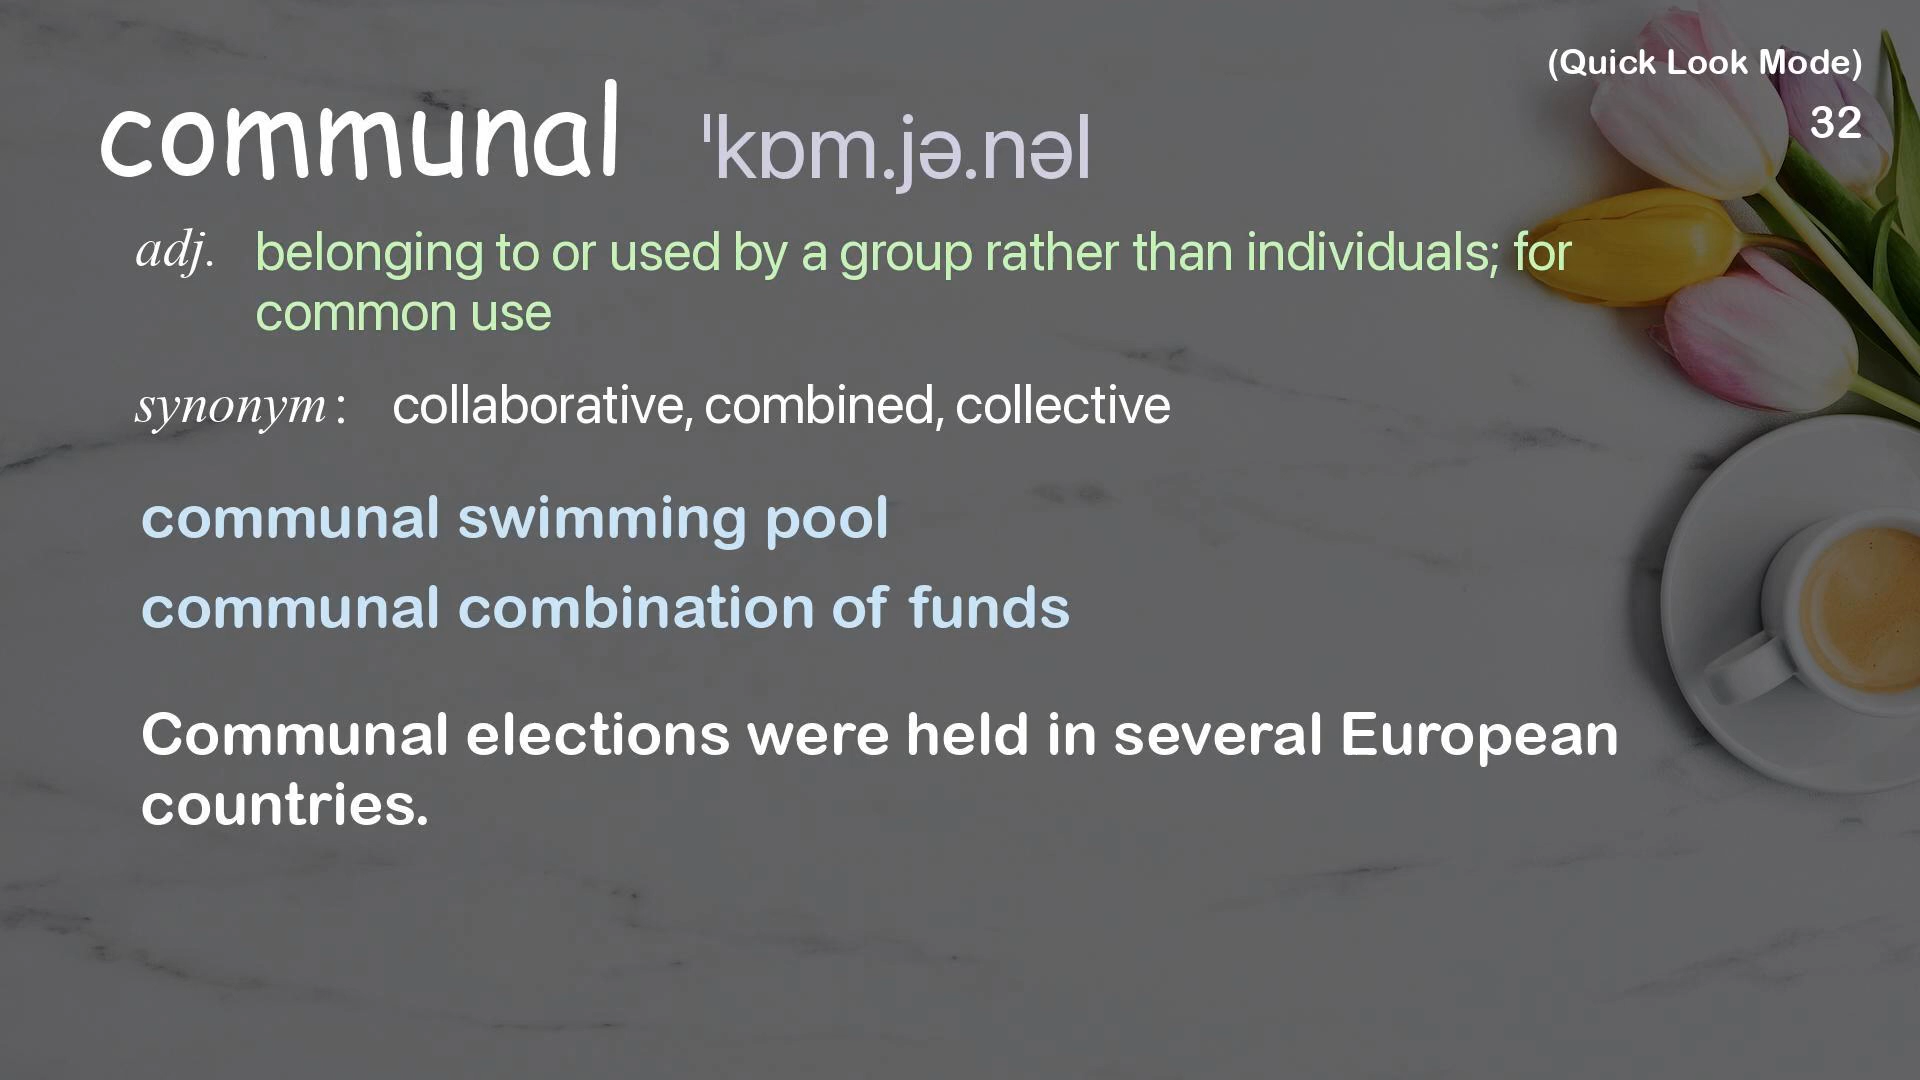 (Quick Look Mode)
32
communal ˈkɒm.jə.nəl
adj. belonging to or used by a group rather than individuals; for
common use
synonym: collaborative, combined, collective
communal swimming pool
communal combination of funds
Communal elections were held in several European
countries.